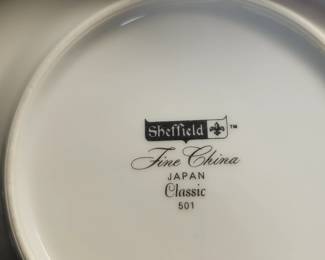 Sheffield ™
Fine China
JAPAN
Classic
501